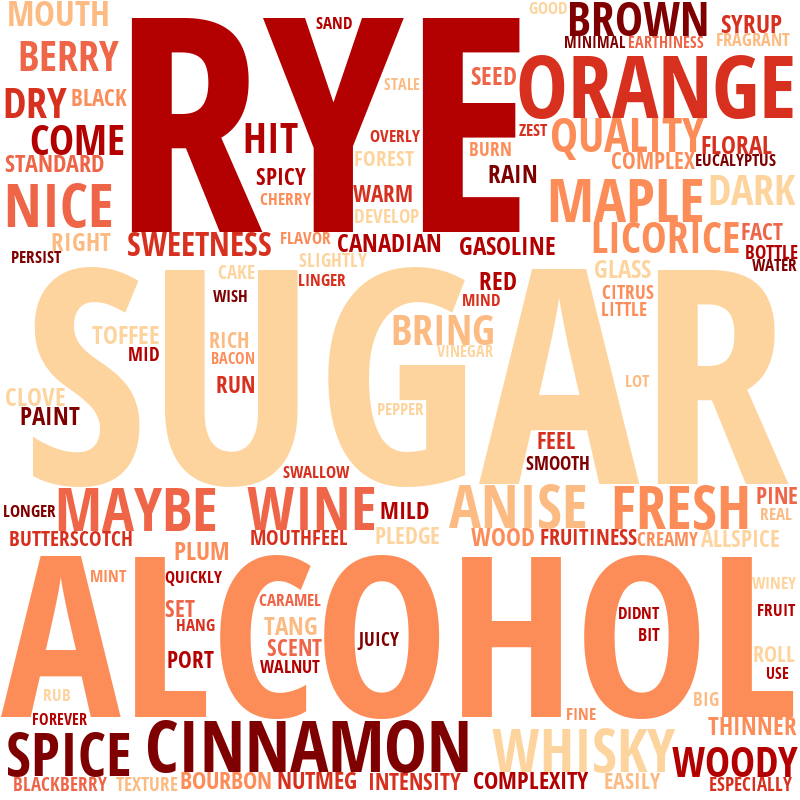 MOUTH
SAND
GOOD
BROWN
SYRUP
MINIMAL
EARTHINESS
FRAGRANT
BERRY
RYE
STALE
SEED
ORANGE
DRY
BLACK
COME
HIT
OVERLY
ZEST
QUALITY
FLORAL
STANDARD
FOREST
BURN
COMPLEX
EUCALYPTUS
SPICY
RAIN
NICE
CHERRY
WARM
MAPLE
DARK
DEVELOP
RIGHT
SWEETNESS
FLAVOR
CANADIAN
GASOLINE
LICORICE
FACT
PERSIST
SLIGHTLY
BOTTLE
WATER
SUGAR
CAKE
LINGER
RED
GLASS
WISH
MIND
CITRUS
LITTLE
TOFFEE
RICH
BRING
MID
BACON
VINEGAR
RUN
LOT
CLOVE
PAINT
PEPPER
FEEL
SMOOTH
SWALLOW
LONGER
MAYBE
WINE
MILD
ANISE
FRESH
PINE
REAL
BUTTERSCOTCH
MOUTHFEEL
PLEDGE
WOOD
FRUITINESS
CREAMY
ALLSPICE
PLUM
ALCOHOL
MINT
QUICKLY
WINEY
SET
CARAMEL
FRUIT
HANG
TANG
JUICY
DIDNT
BIT
SCENT
PORT
WALNUT
ROLL
USE
RUB
BIG
FOREVER
FINE
THINNER
SPICE
CINNAMON
WHISKY
WOODY
BLACKBERRY
TEXTURE
BOURBON
NUTMEG
INTENSITY
COMPLEXITY
EASILY
ESPECIALLY